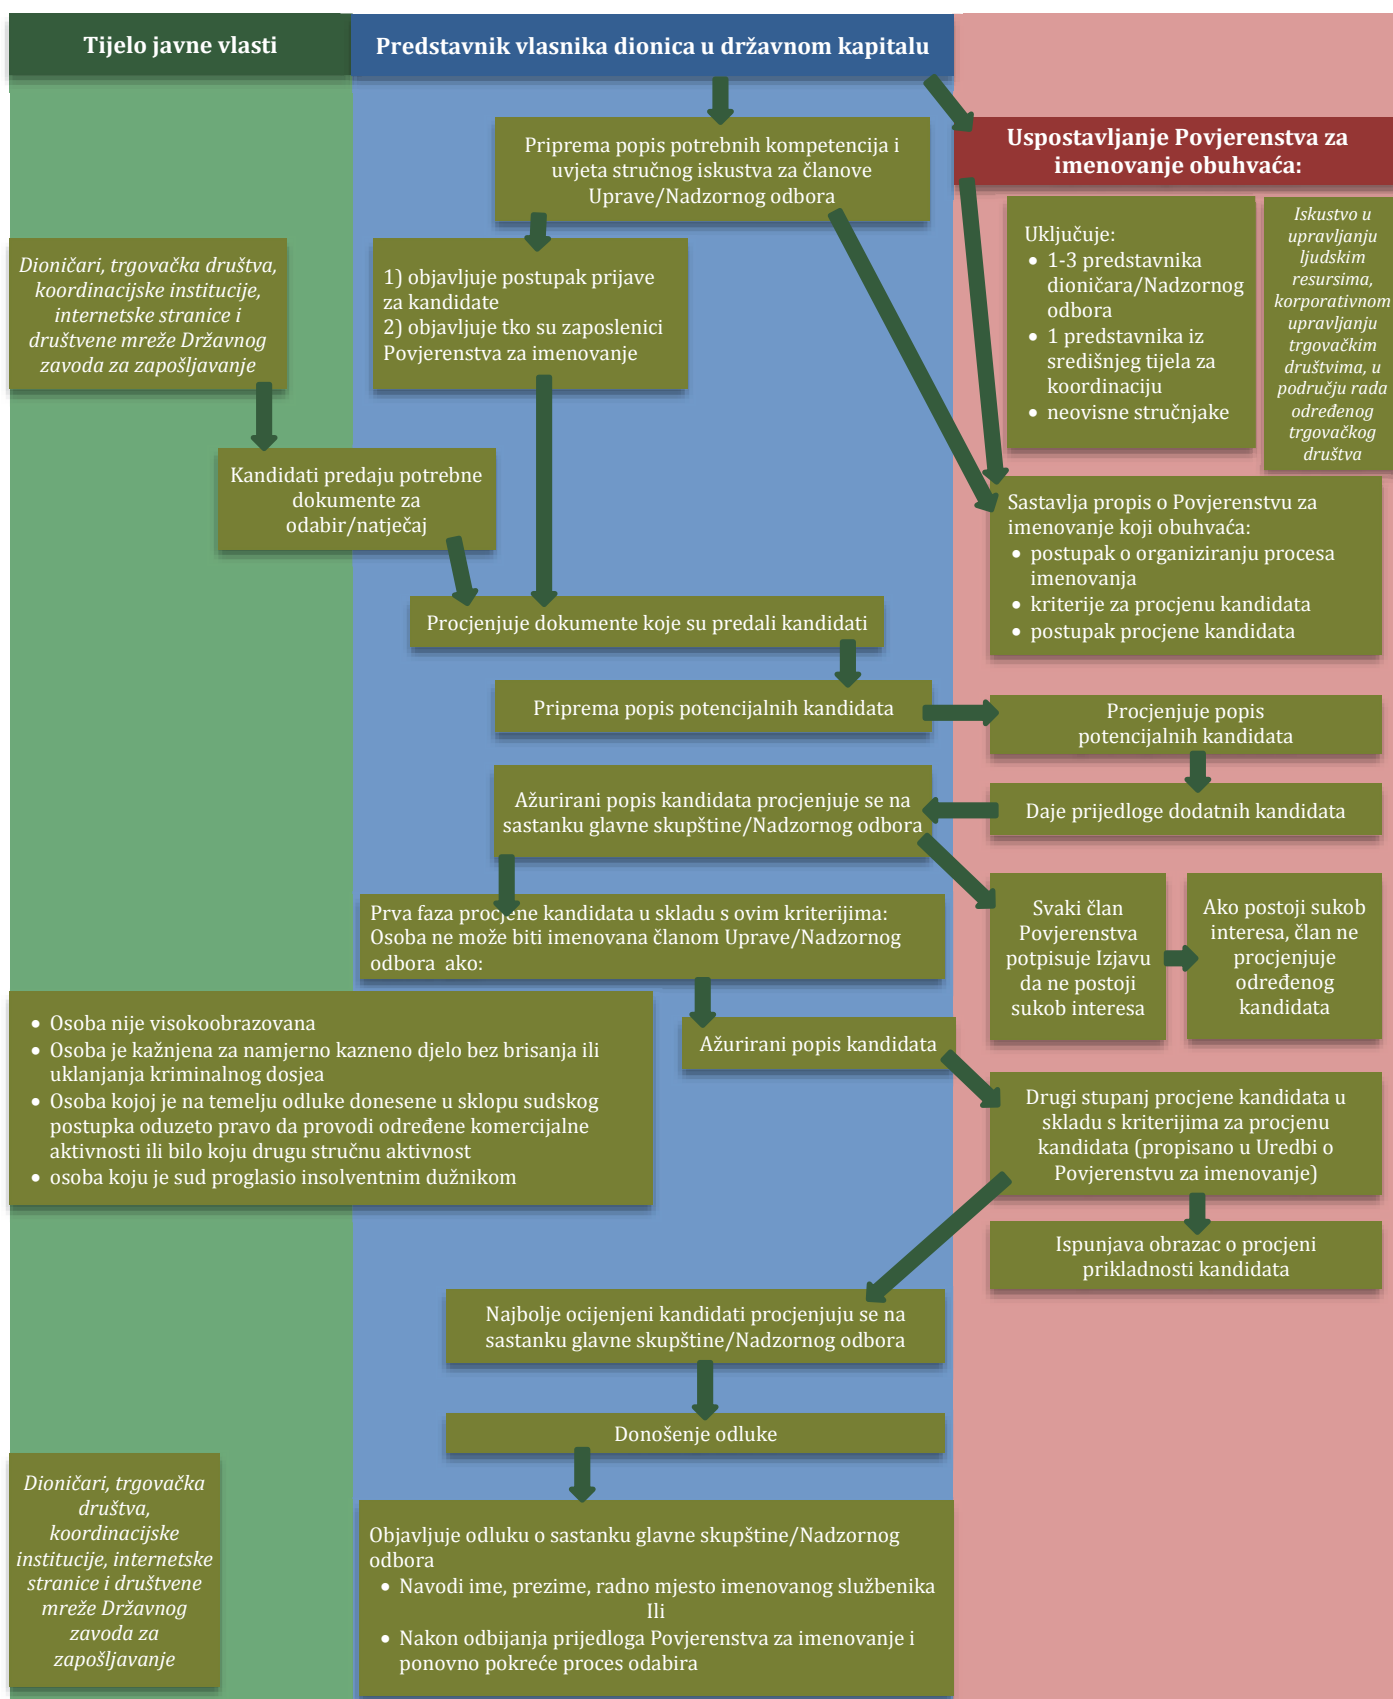 Tijelo javne vlasti
Predstavnik vlasnika dionica u državnom kapitalu
Uspostavljanje Povjerenstva za
imenovanje obuhvaća:
Priprema popis potrebnih kompetencija i
uvjeta stručnog iskustva za članove
Uprave/Nadzornog odbora
Uključuje:
• 1-3 predstavnika
dioničara/Nadzornog
odbora
• 1 predstavnika iz
središnjeg tijela za
koordinaciju
• neovisne stručnjake
Iskustvo u
upravljanju
ljudskim
resursima,
korporativnom
upravljanju
trgovačkim
društvima, u
području rada
određenog
trgovačkog
društva
Dioničari, trgovačka društva,
koordinacijske institucije,
internetske stranice i
društvene mreže Državnog
zavoda za zapošljavanje
1) objavljuje postupak prijave
za kandidate
2) objavljuje tko su zaposlenici
Povjerenstva za imenovanje
Kandidati predaju potrebne
dokumente za
odabir/natječaj
Sastavlja propis o Povjerenstvu za
imenovanje koji obuhvaća:
• postupak o organiziranju procesa
imenovanja
• kriterije za procjenu kandidata
• postupak procjene kandidata
Procjenjuje dokumente koje su predali kandidati
Priprema popis potencijalnih kandidata
Procjenjuje popis
potencijalnih kandidata
Ažurirani popis kandidata procjenjuje se na
sastanku glavne skupštine/Nadzornog odbora
Daje prijedloge dodatnih kandidata
Prva faza procjene kandidata u skladu s ovim kriterijima:
Osoba ne može biti imenovana članom Uprave/Nadzornog
odbora ako:
Svaki član
Povjerenstva
potpisuje Izjavu
da ne postoji
sukob interesa
Ako postoji sukob
interesa, član ne
procjenjuje
određenog
kandidata
• Osoba nije visokoobrazovana
• Osoba je kažnjena za namjerno kazneno djelo bez brisanja ili
uklanjanja kriminalnog dosjea
• Osoba kojoj je na temelju odluke donesene u sklopu sudskog
postupka oduzeto pravo da provodi određene komercijalne
aktivnosti ili bilo koju drugu stručnu aktivnost
• osoba koju je sud proglasio insolventnim dužnikom
Ažurirani popis kandidata
Drugi stupanj procjene kandidata u
skladu s kriterijima za procjenu
kandidata (propisano u Uredbi o
Povjerenstvu za imenovanje)
Ispunjava obrazac o procjeni
prikladnosti kandidata
Najbolje ocijenjeni kandidati procjenjuju se na
sastanku glavne skupštine/Nadzornog odbora
Donošenje odluke
Dioničari, trgovačka
društva,
koordinacijske
institucije, internetske
stranice i društvene
mreže Državnog
zavoda za
zapošljavanje
Objavljuje odluku o sastanku glavne skupštine/Nadzornog
odbora
• Navodi ime, prezime, radno mjesto imenovanog službenika
Ili
• Nakon odbijanja prijedloga Povjerenstva za imenovanje i
ponovno pokreće proces odabira